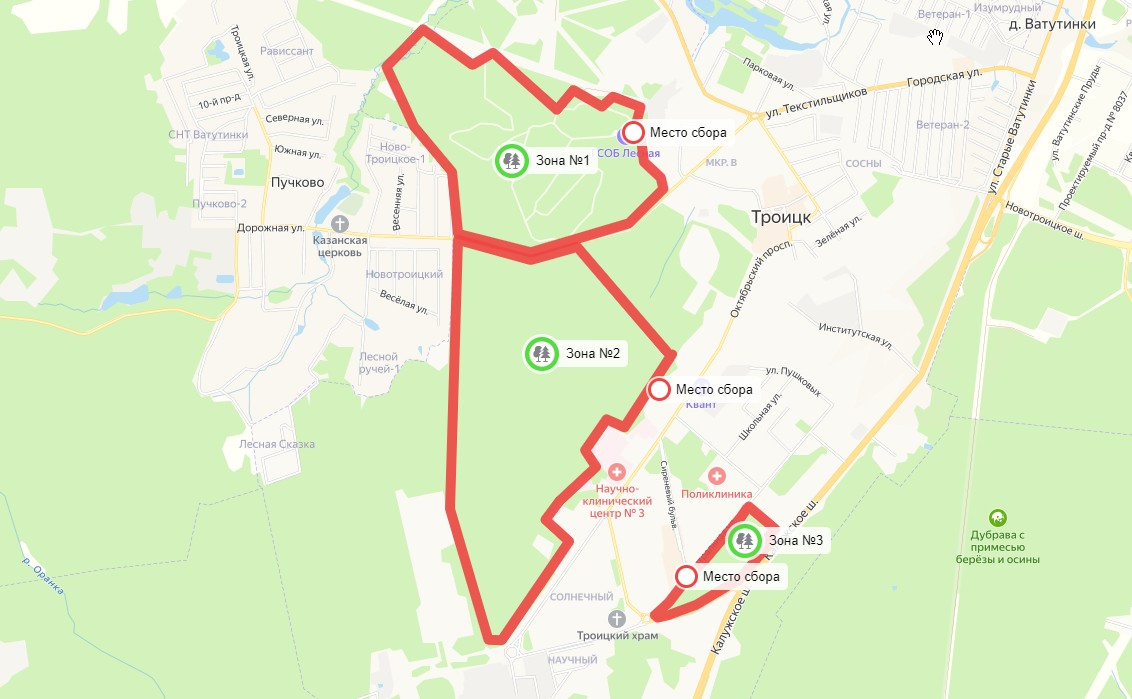 Ветеран-1
Изумрудный
д. Ватутинки
Троицкая ул.
Рависсант
Парковая ул.
Городская ул.
10-й пр-д
ул. Текстильщиков
ул. Старые Ватутинки
ул. Ватутинские Пруды
Проектируемый пр-д № 8037
Северная ул.
СНТ Ватутинки
Ветеран-2
Место сбора
СОБ Лесная
Южная ул.
Ново-
Троицкое-1
Зона №1
МКР. В
СОСНЫ
Пучково
Весенняя ул.
Пучково-2
Троицк
Новотроицкое ш.
Дорожная ул.
Казанская
церковь
Зелёная ул.
Октябрьский просп.
Новотроицкий
Весёлая ул.
Институтская ул.
Зона №2
Лесной
ручей-1
ул. Пушковых
Место сбора
Квант
Школьная ул.
Лесная Сказка
Сиреневый бульв.
Научно-
клинический
центр № 3
Поликлиника
Калужское ш.
Зона №3
Дубрава с
примесью
берёзы и осины
р. Оранка
Место сбора
СОЛНЕЧНЫЙ
Калужское ш.
Троицкий храм
НАУЧНЫЙ